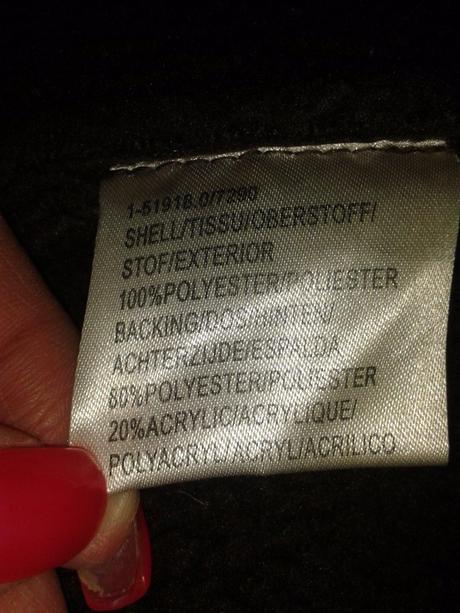 1-51918.0/7290
SHELL/TISSU/OBERSTOFF/
STOF/EXTERIOR
100%POLYESTER/POLIESTER
BACKING/DOS/HINTEN/
ACHTERZIJDE/ESPALDA
80%POLYESTER/POLIESTER
20%ACRYLIC/ACRYLIQUE/
POLYACRYL/ACRYL/ACRILICO